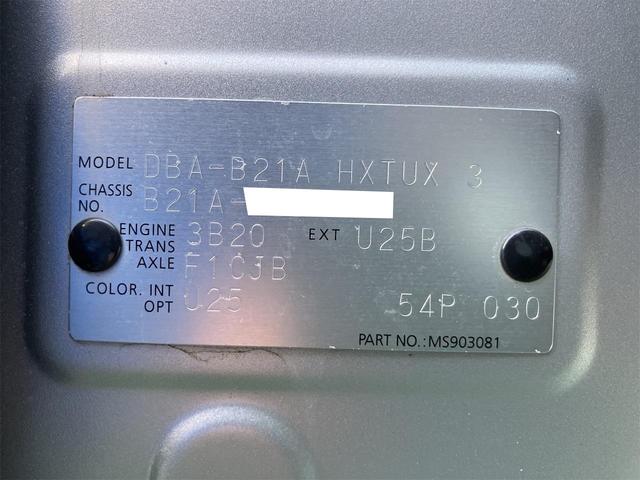 MODEL DBA-B21A HXTUX 3
CHASSIS NO. B21A-
ENGINE 3B20 EXT U25B
TRANS AXLE F1CJB
COLOR. INT OPT U25 54P 030
PART NO.:MS903081